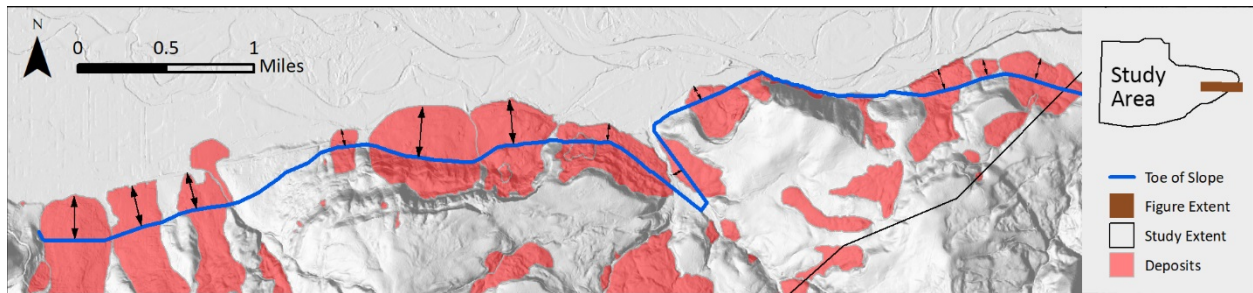 N
0 0.5 1
Miles
Study
Area
Toe of Slope
Figure Extent
Study Extent
Deposits